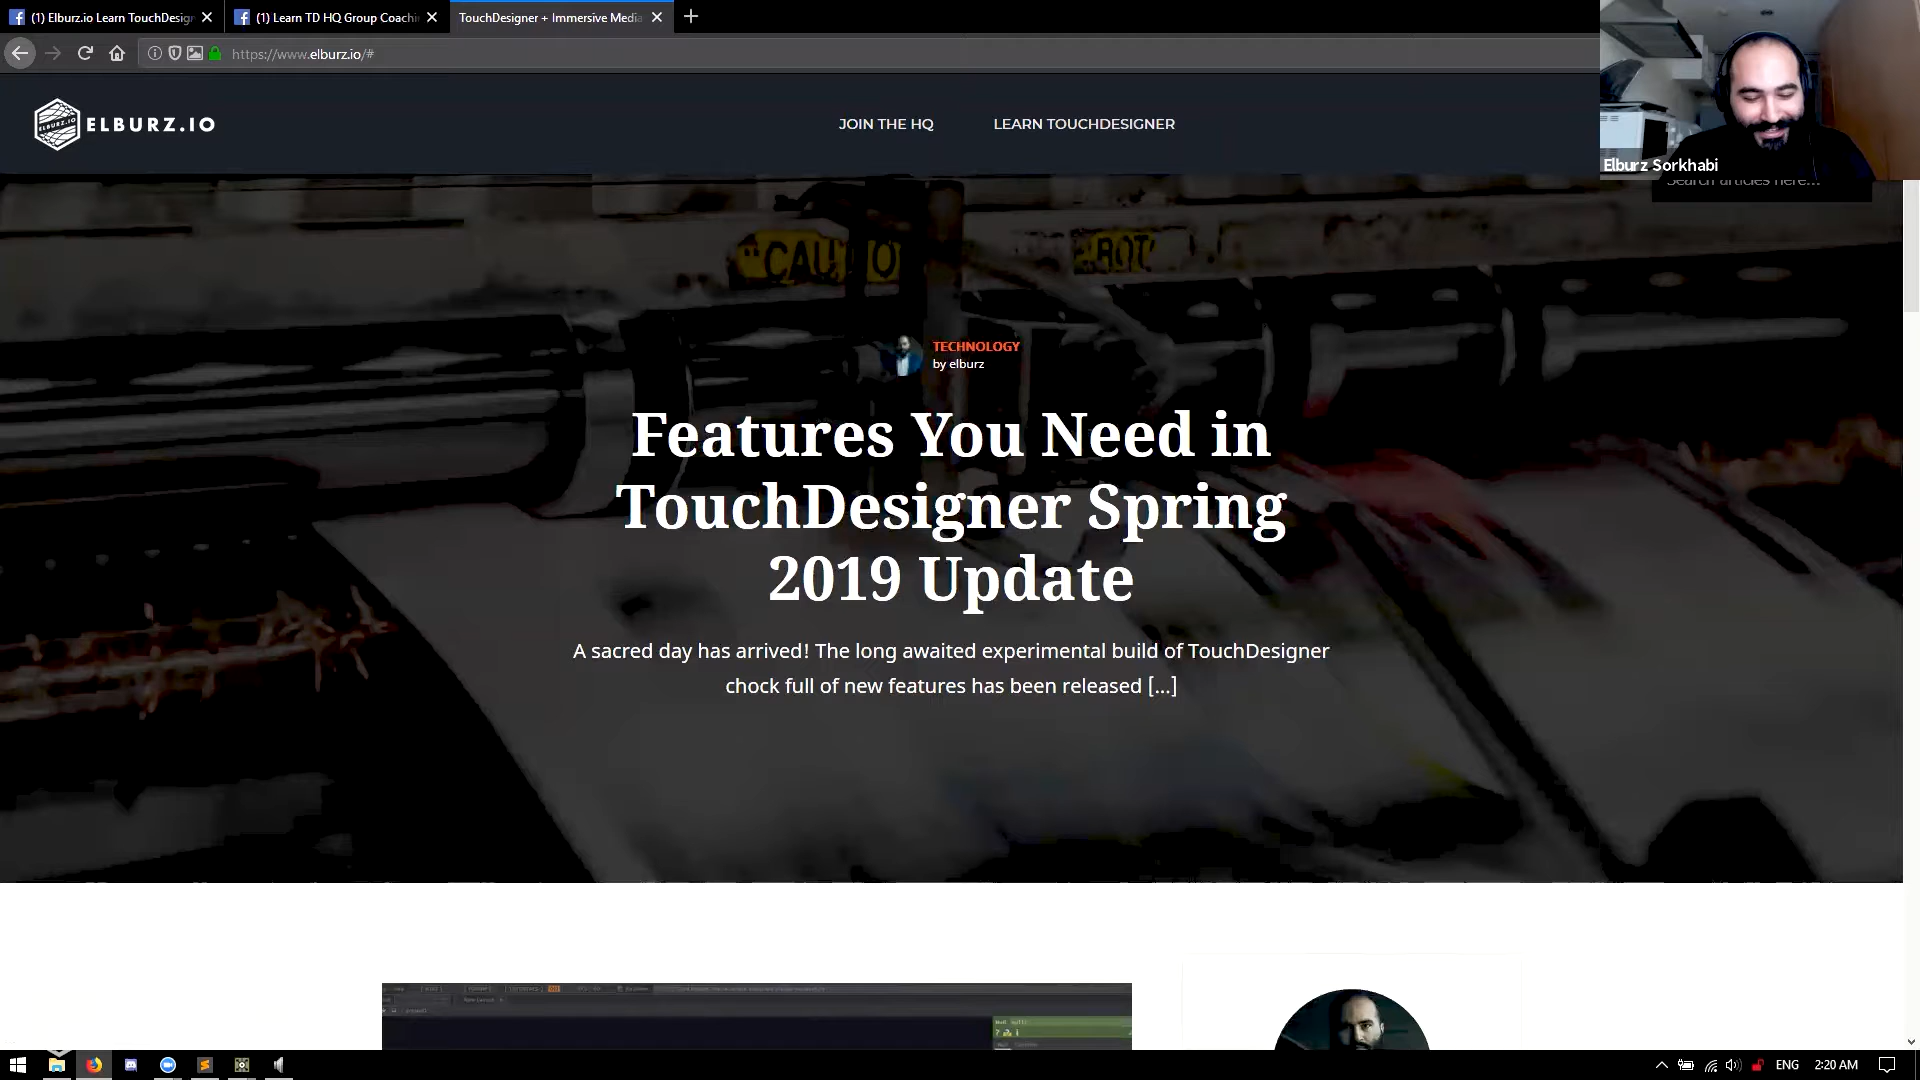 (1) Elburz.io Learn TouchDesign
(1) Learn TD HQ Group Coachi
TouchDesigner + Immersive Media
https://www.elburz.io/#
ELBURZ.IO
ELBURZ.IO
JOIN THE HQ
LEARN TOUCHDESIGNER
Elburz Sorkhabi
Search articles here...
"CAU
TECHNOLOGY
by elburz
Features You Need in
TouchDesigner Spring
2019 Update
A sacred day has arrived! The long awaited experimental build of TouchDesigner
chock full of new features has been released [...]
ENG
2:20 AM